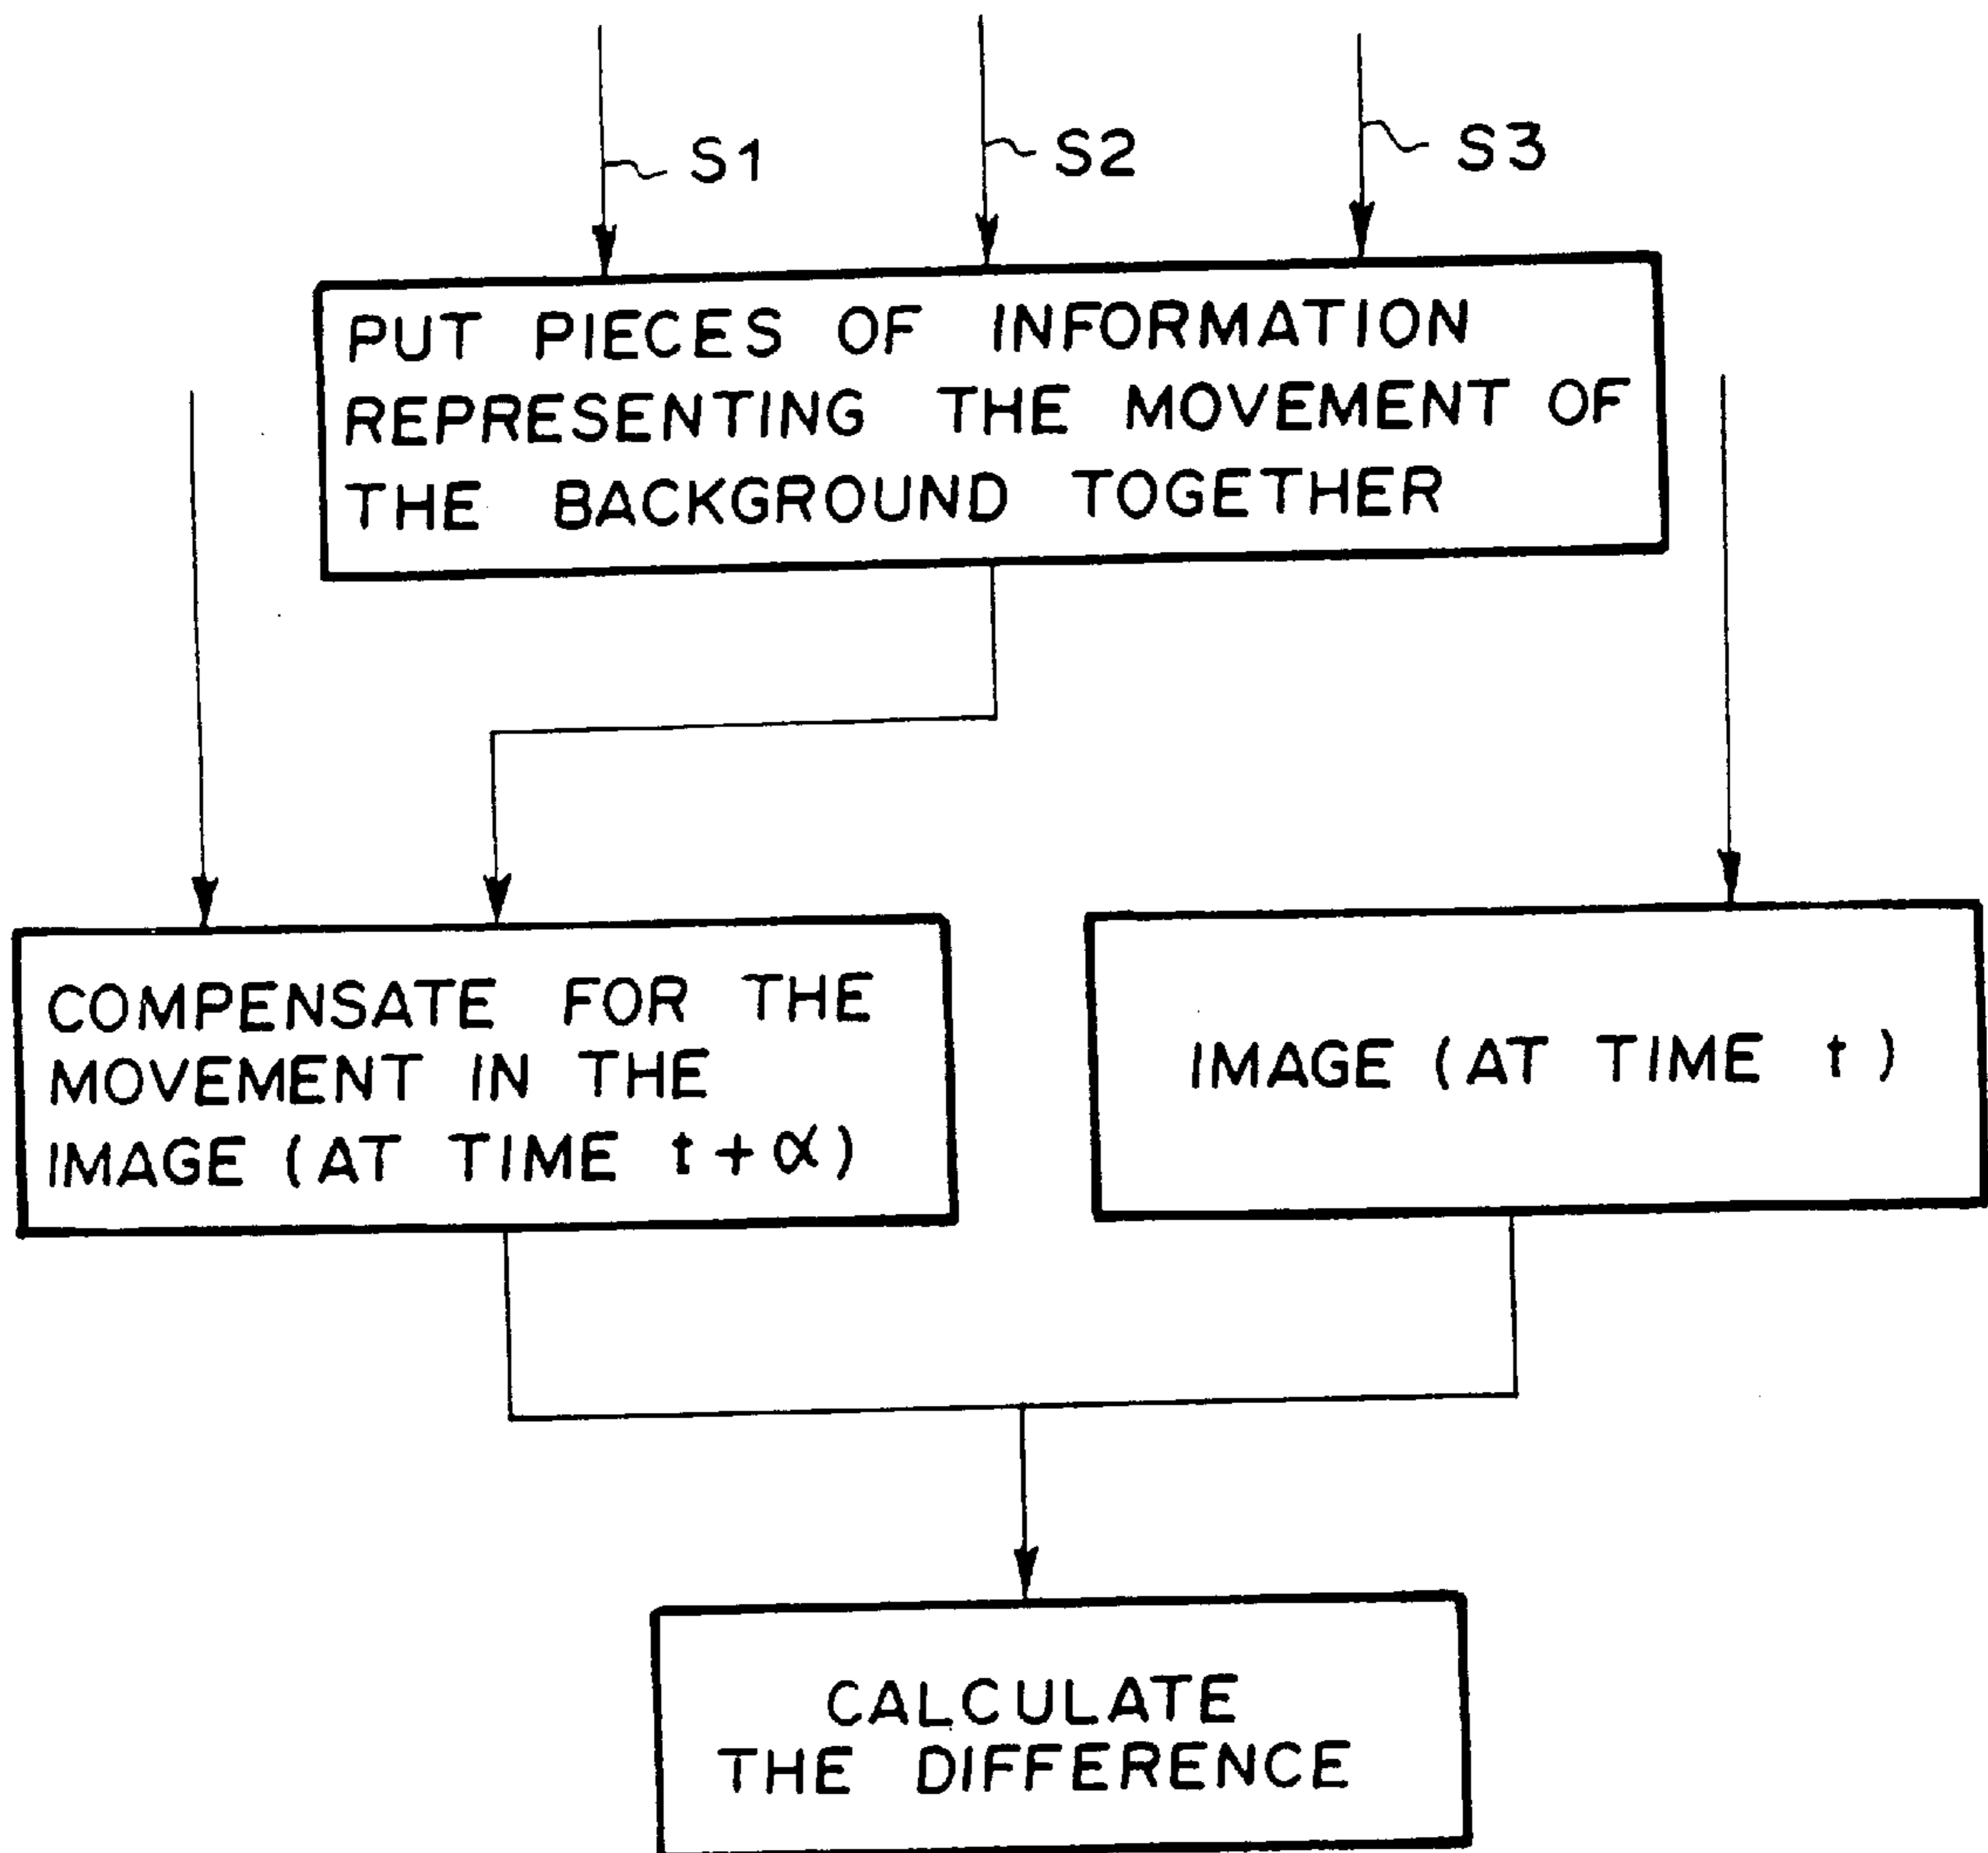 S1
S2
S3
PUT PIECES OF INFORMATION
REPRESENTING THE MOVEMENT OF
THE BACKGROUND TOGETHER
COMPENSATE FOR THE
MOVEMENT IN THE
IMAGE (AT TIME t + α)
IMAGE (AT TIME t)
CALCULATE
THE DIFFERENCE